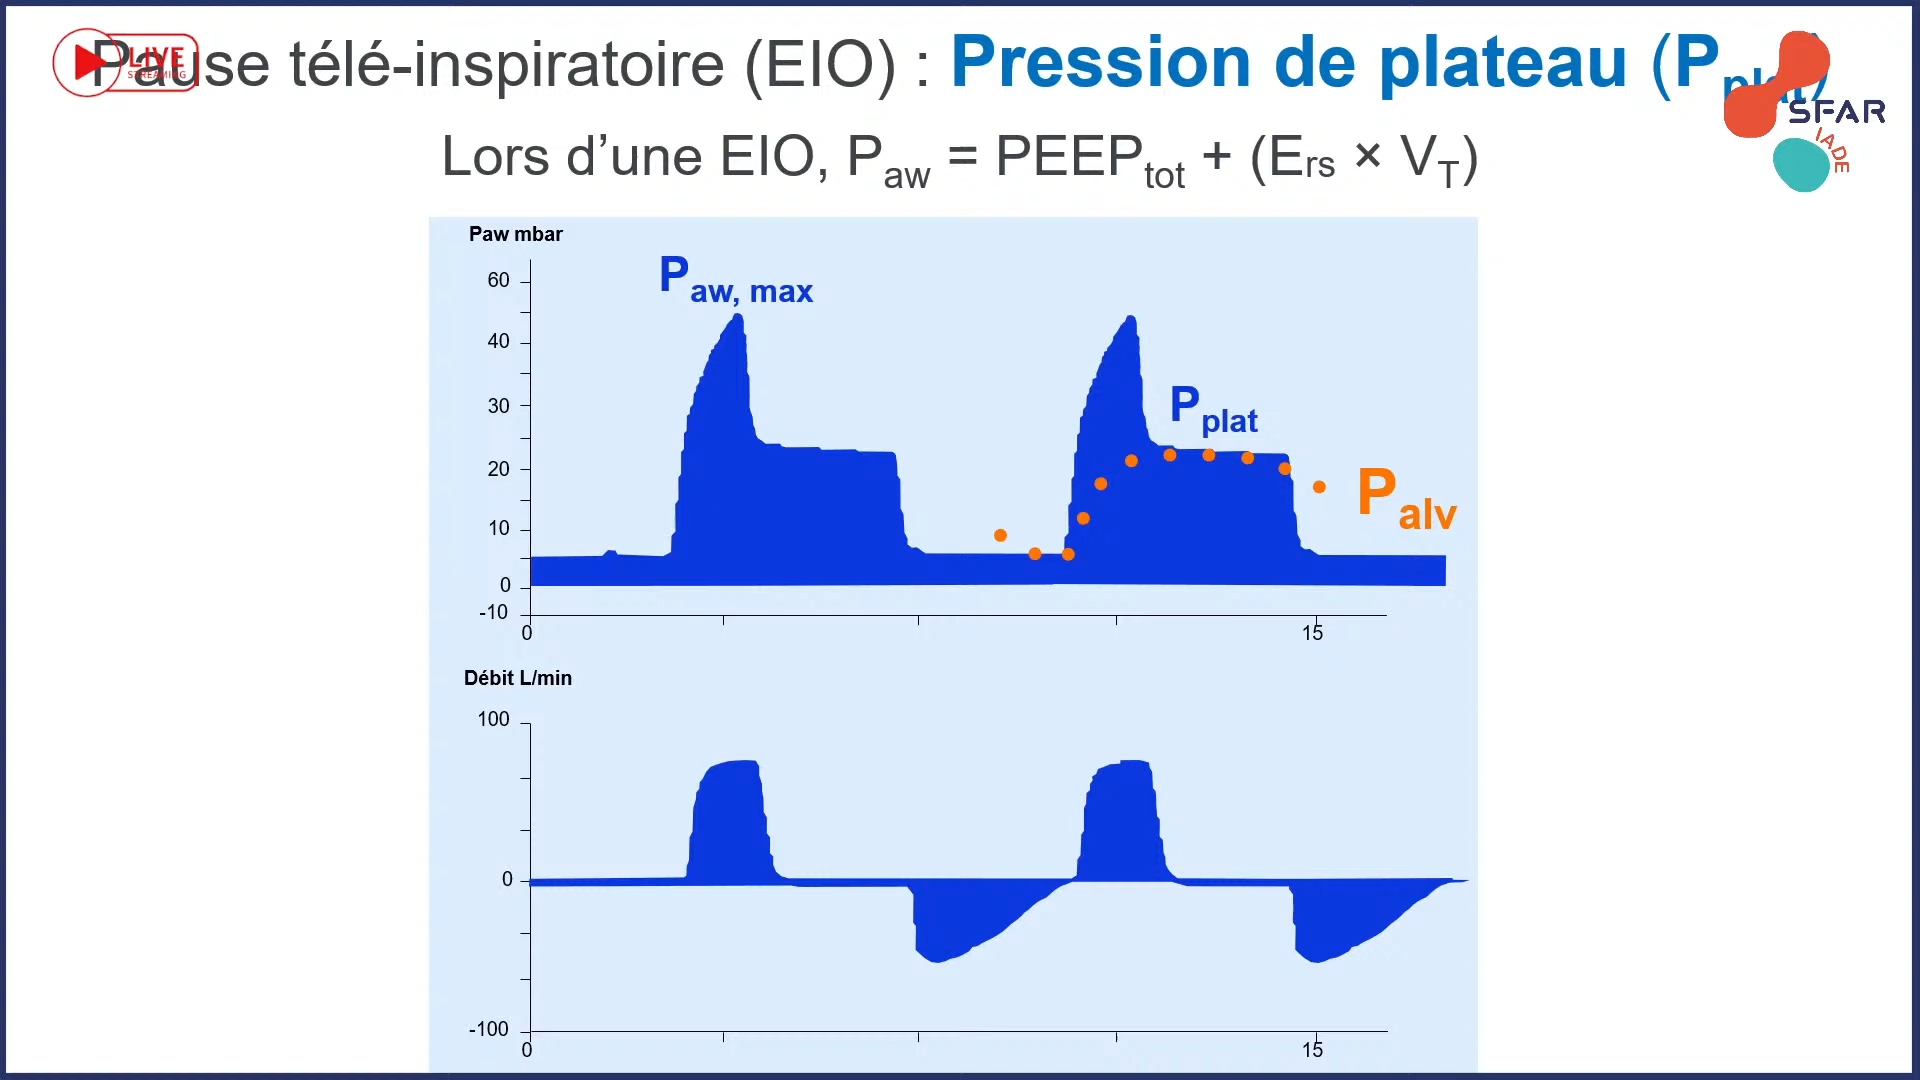 Pause télé-inspiratoire (EIO) : Pression de plateau (Pplat)
LIVE
STREAMING
SFAR
IADE
Lors d’une EIO, Paw = PEEPtot + (Ers × VT)
Paw mbar
Paw, max
60
40
30
20
10
0
-10
Pplat
Palv
0
15
Débit L/min
100
0
-100
0
15